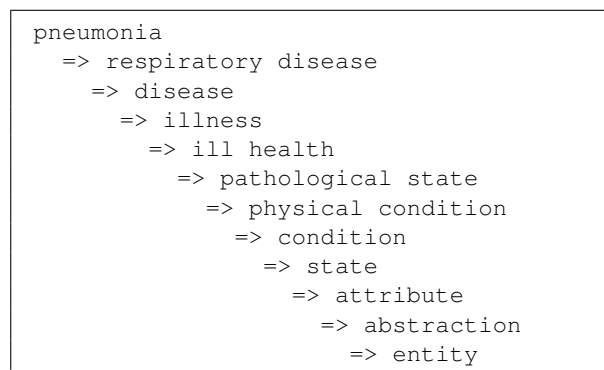 pneumonia
=> respiratory disease
=> disease
=> illness
=> ill health
=> pathological state
=> physical condition
=> condition
=> state
=> attribute
=> abstraction
=> entity